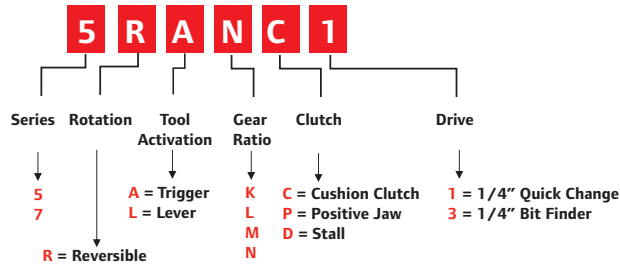 5 R A N C 1
Series Rotation Tool Activation Gear Ratio Clutch Drive
5 A = Trigger K C = Cushion Clutch 1 = 1/4″ Quick Change
7 L = Lever L P = Positive Jaw 3 = 1/4″ Bit Finder
M D = Stall
R = Reversible N